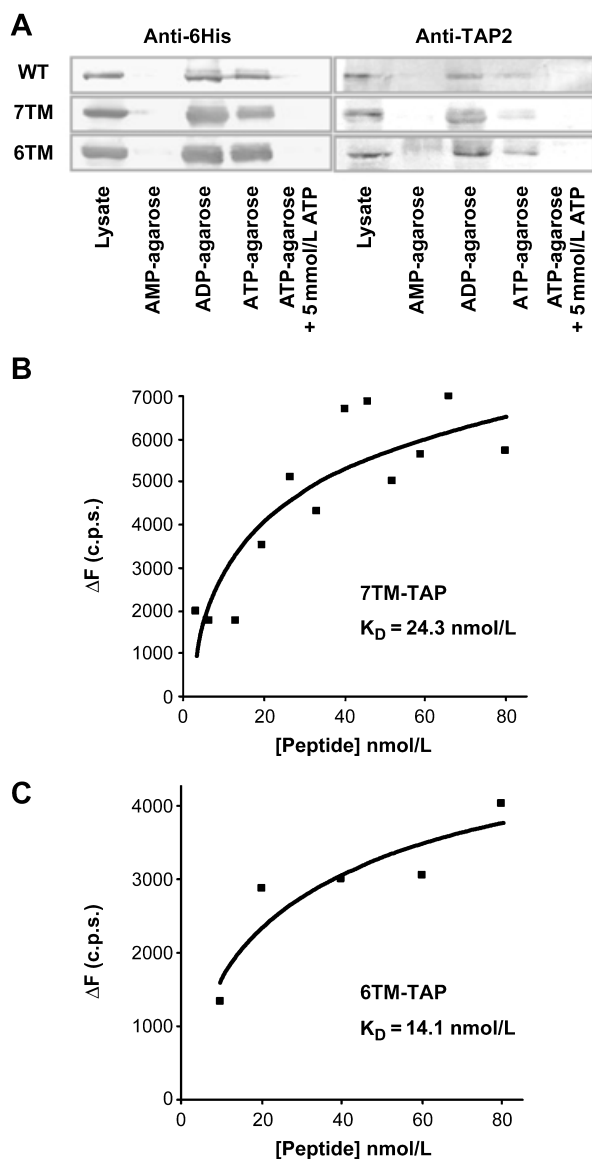 A
Anti-6His Anti-TAP2
WT
7TM
6TM
Lysate
AMP-agarose
ADP-agarose
ATP-agarose
ATP-agarose
+ 5 mmol/L ATP
Lysate
AMP-agarose
ADP-agarose
ATP-agarose
ATP-agarose
+ 5 mmol/L ATP
B
7000
6000
5000
4000
3000
2000
1000
0
ΔF (c.p.s.)
7TM-TAP
K_D = 24.3 nmol/L
0 20 40 60 80
[Peptide] nmol/L
C
4000
3000
2000
1000
0
ΔF (c.p.s.)
6TM-TAP
K_D = 14.1 nmol/L
0 20 40 60 80
[Peptide] nmol/L